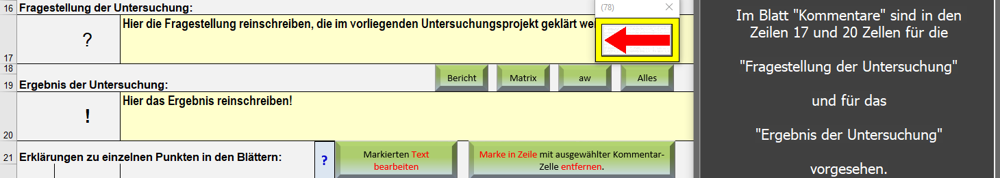 16 Fragestellung der Untersuchung:
(78)
?
Hier die Fragestellung reinschreiben, die im vorliegenden Untersuchungsprojekt geklärt
17
18
Bericht Matrix aw Alles
19 Ergebnis der Untersuchung:
!
Hier das Ergebnis reinschreiben!
20
21 Erklärungen zu einzelnen Punkten in den Blättern:
?
Markierten Text
bearbeiten
Marke in Zeile mit ausgewählter Kommentar-
Zelle entfernen.
Im Blatt "Kommentare" sind in den
Zeilen 17 und 20 Zellen für die
"Fragestellung der Untersuchung"
und für das
"Ergebnis der Untersuchung"
vorgesehen.